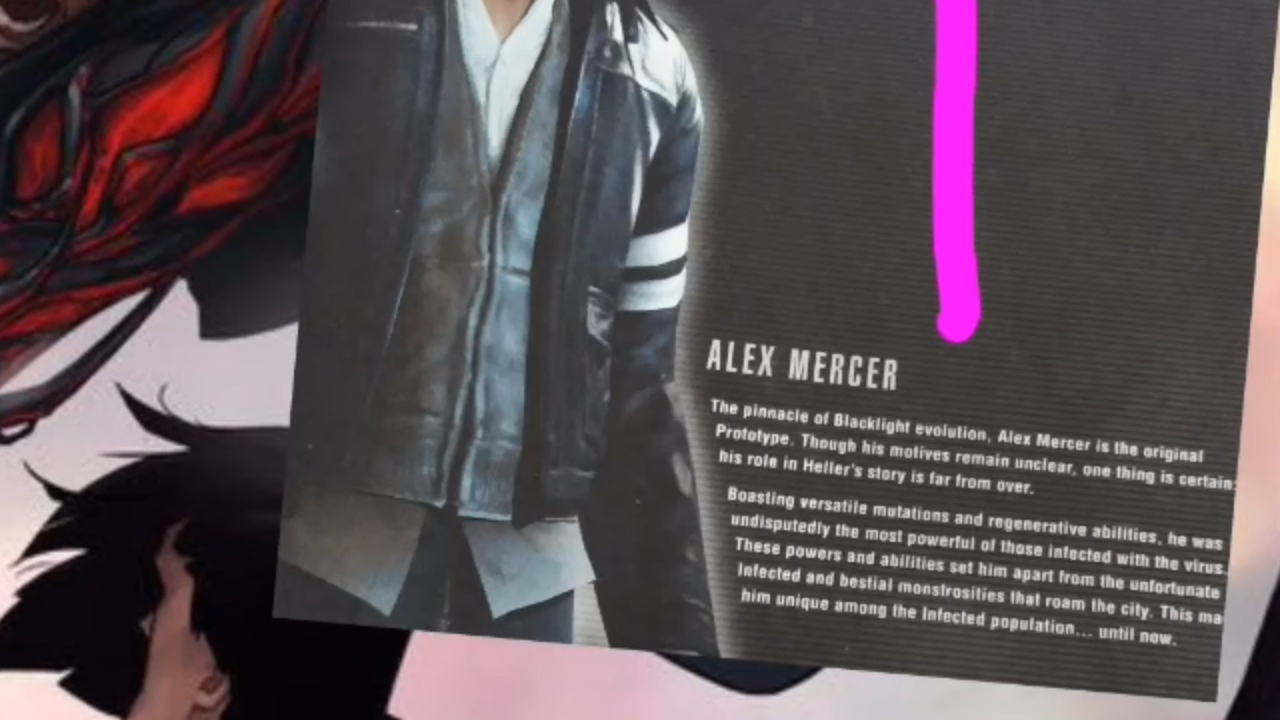 ALEX MERCER
The pinnacle of Blacklight evolution, Alex Mercer is the original
Prototype. Though his motives remain unclear, one thing is certain:
his role in Heller's story is far from over.
Boasting versatile mutations and regenerative abilities, he was
undisputedly the most powerful of those infected with the virus.
These powers and abilities set him apart from the unfortunate
Infected and bestial monstrosities that roam the city. This ma
him unique among the Infected population... until now.